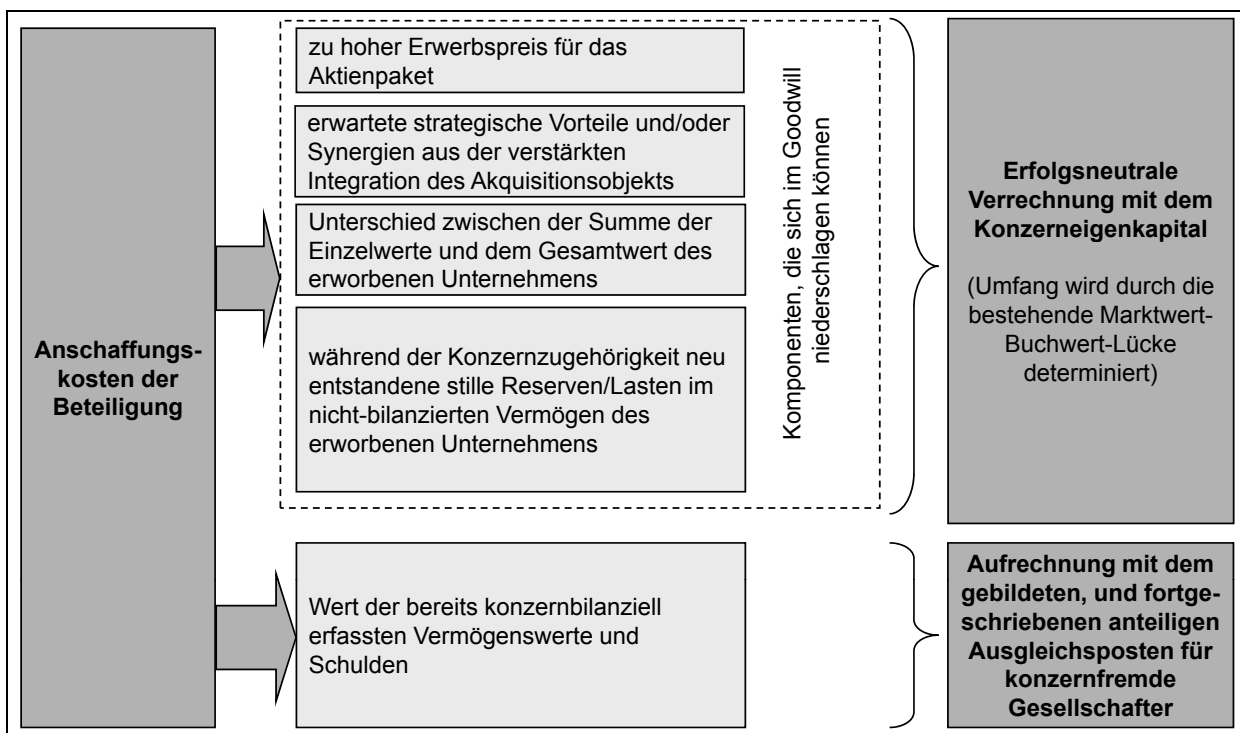 Anschaffungs-
kosten der
Beteiligung
zu hoher Erwerbspreis für das
Aktienpaket
erwartete strategische Vorteile und/oder
Synergien aus der verstärkten
Integration des Akquisitionsobjekts
Unterschied zwischen der Summe der
Einzelwerte und dem Gesamtwert des
erworbenen Unternehmens
während der Konzernzugehörigkeit neu
entstandene stille Reserven/Lasten im
nicht-bilanzierten Vermögen des
erworbenen Unternehmens
Komponenten, die sich im Goodwill
niederschlagen können
Erfolgsneutrale
Verrechnung mit dem
Konzerneigenkapital
(Umfang wird durch die
bestehende Marktwert-
Buchwert-Lücke
determiniert)
Wert der bereits konzernbilanziell
erfassten Vermögenswerte und
Schulden
Aufrechnung mit dem
gebildeten, und fortge-
schriebenen anteiligen
Ausgleichsposten für
konzernfremde
Gesellschafter